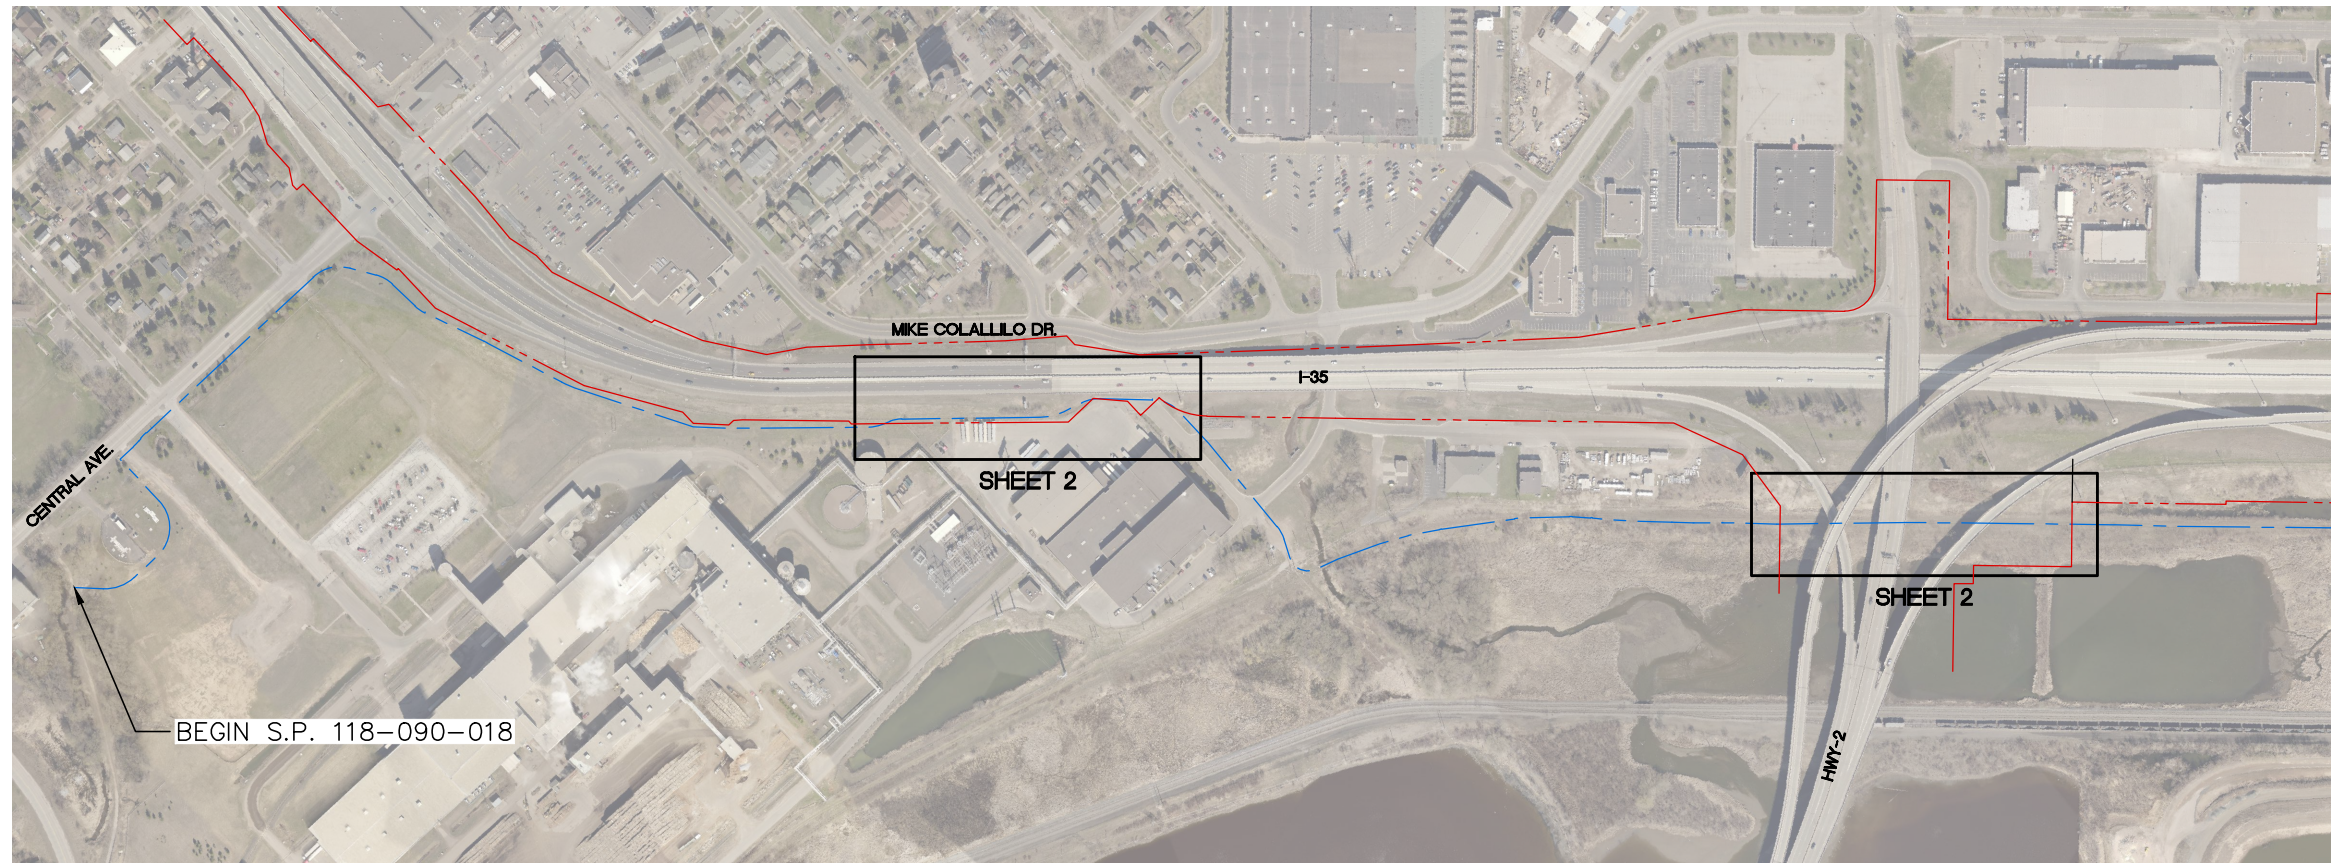 MIKE COLALLILO DR.
I-35
CENTRAL AVE.
SHEET 2
SHEET 2
BEGIN S.P. 118-090-018
HWY-2